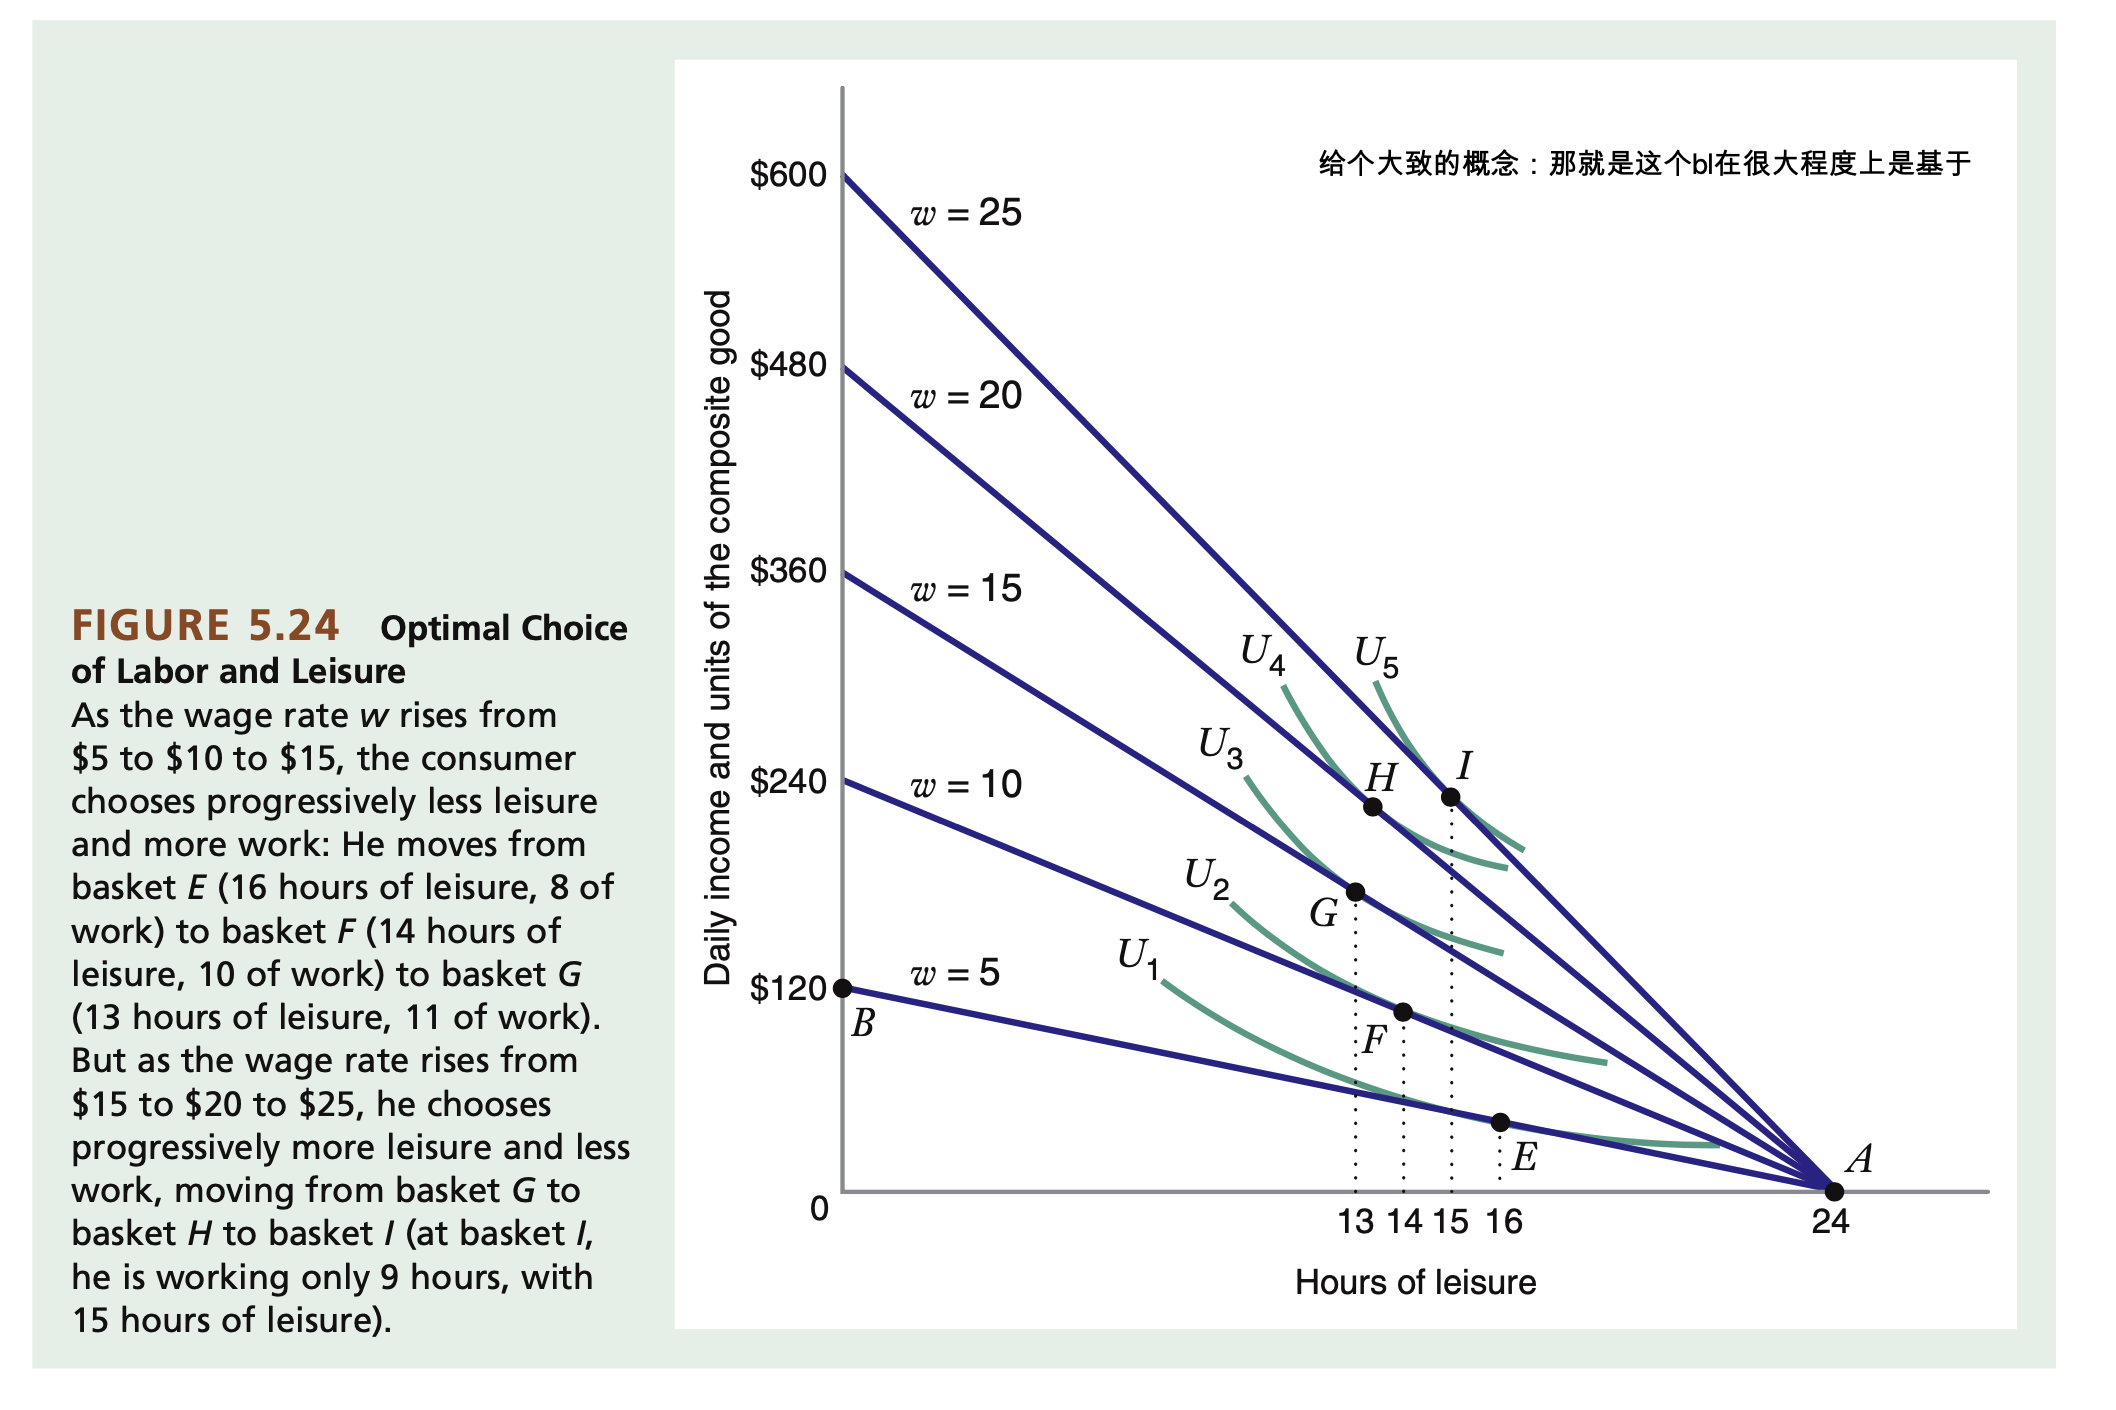 FIGURE 5.24 Optimal Choice
of Labor and Leisure
As the wage rate w rises from
$5 to $10 to $15, the consumer
chooses progressively less leisure
and more work: He moves from
basket E (16 hours of leisure, 8 of
work) to basket F (14 hours of
leisure, 10 of work) to basket G
(13 hours of leisure, 11 of work).
But as the wage rate rises from
$15 to $20 to $25, he chooses
progressively more leisure and less
work, moving from basket G to
basket H to basket I (at basket I,
he is working only 9 hours, with
15 hours of leisure).
给个大致的概念：那就是这个bl在很大程度上是基于
Daily income and units of the composite good
$600
w = 25
$480
w = 20
$360
w = 15
U4
U5
U3
H
I
$240
w = 10
U2
G
U1
$120
w = 5
B
F
E
A
0
13 14 15 16
24
Hours of leisure